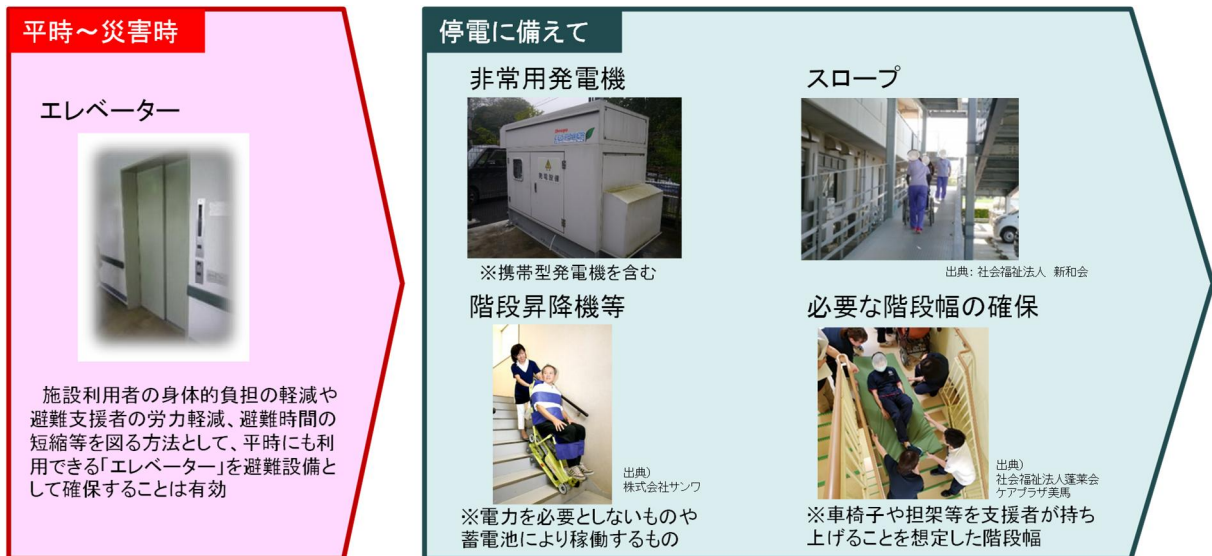 平時～災害時
エレベーター
施設利用者の身体的負担の軽減や
避難支援者の労力軽減、避難時間の
短縮等を図る方法として、平時にも利
用できる「エレベーター」を避難設備と
して確保することは有効
停電に備えて
非常用発電機
発電設備
※携帯型発電機を含む
スロープ
出典：社会福祉法人 新和会
階段昇降機等
出典）
株式会社サンワ
※電力を必要としないものや
蓄電池により稼働するもの
必要な階段幅の確保
出典）
社会福祉法人蓬莱会
ケアプラザ美馬
※車椅子や担架等を支援者が持ち
上げることを想定した階段幅